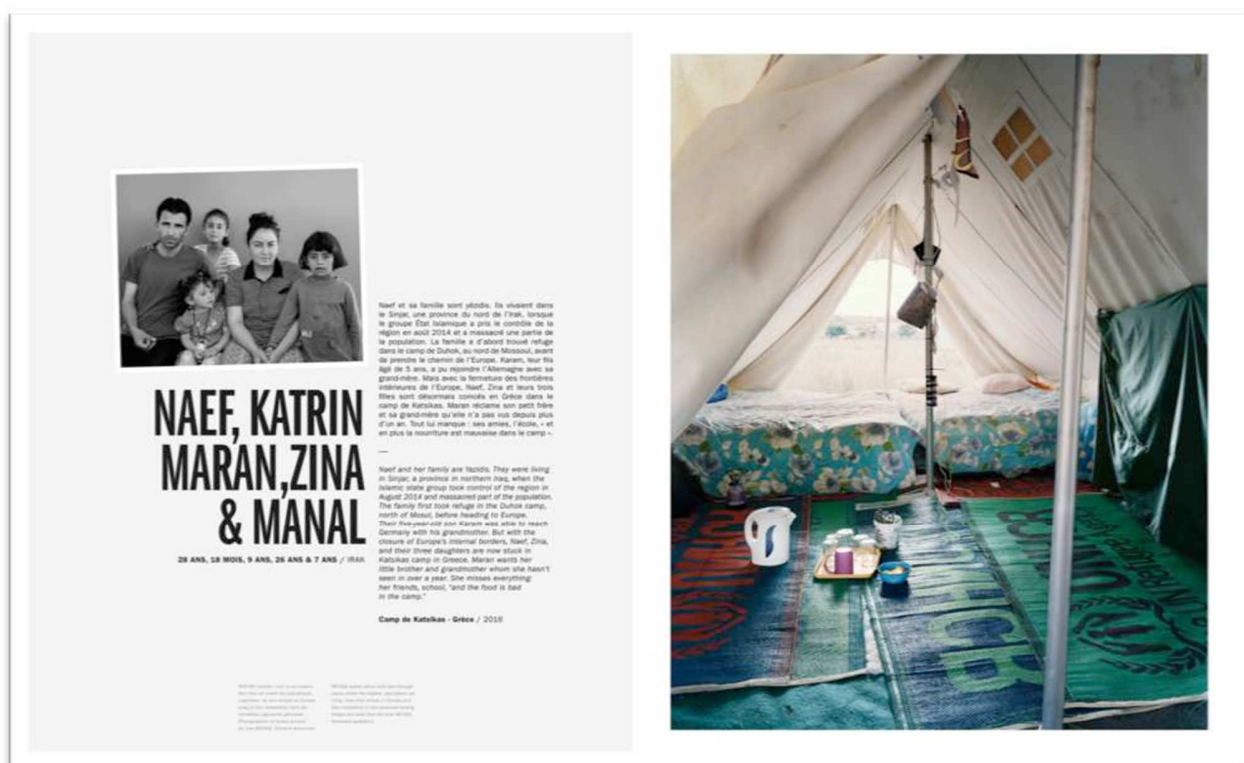 NAEF, KATRIN
MARAN,ZINA
& MANAL
28 ANS, 18 MOIS, 9 ANS, 26 ANS & 7 ANS / IRAK
Naef et sa famille sont yézidis. Ils vivaient dans
le Sinjar, une province du nord de l'Irak, lorsque
le groupe État Islamique a pris le contrôle de la
région en août 2014 et a massacré une partie de
la population. La famille a d'abord trouvé refuge
dans le camp de Duhok, au nord de Mossoul, avant
de prendre le chemin de l'Europe. Karam, leur fils
âgé de 5 ans, a pu rejoindre l'Allemagne avec sa
grand-mère. Mais avec la fermeture des frontières
intérieures de l'Europe, Naef, Zina et leurs trois
filles sont désormais coincés en Grèce dans le
camp de Katsikas. Maran réclame son petit frère
et sa grand-mère qu'elle n'a pas vus depuis plus
d'un an. Tout lui manque : ses amies, l'école, « et
en plus la nourriture est mauvaise dans le camp ».
—
Naef and her family are Yazidis. They were living
in Sinjar, a province in northern Iraq, when the
Islamic state group took control of the region in
August 2014 and massacred part of the population.
The family first took refuge in the Duhok camp,
north of Mosul, before heading to Europe.
Their five-year-old son Karam was able to reach
Germany with his grandmother. But with the
closure of Europe's internal borders, Naef, Zina,
and their three daughters are now stuck in
Katsikas camp in Greece. Maran wants her
little brother and grandmother whom she hasn't
seen in over a year. She misses everything:
her friends, school, "and the food is bad
in the camp."
Camp de Katsikas - Grèce / 2016